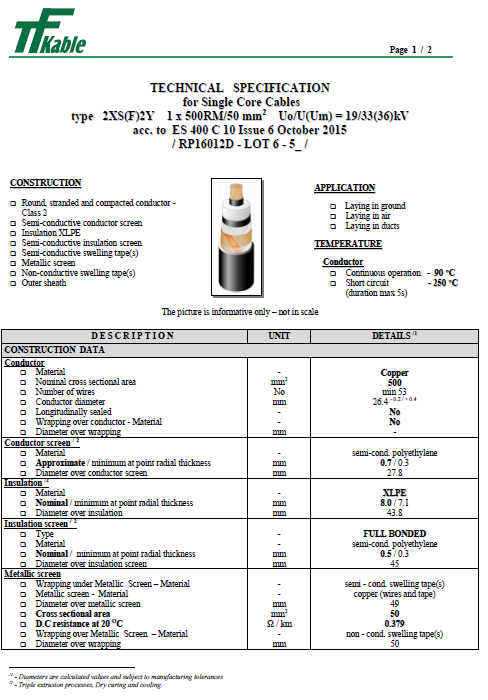 TF Kable
Page 1 / 2
TECHNICAL SPECIFICATION
for Single Core Cables
type 2XS(F)2Y 1 x 500RM/50 mm² Uo/U(Um) = 19/33(36)kV
acc. to ES 400 C 10 Issue 6 October 2015
/ RP16012D - LOT 6 - 5_ /
CONSTRUCTION
Round, stranded and compacted conductor -
Class 2
Semi-conductive conductor screen
Insulation XLPE
Semi-conductive insulation screen
Semi-conductive swelling tape(s)
Metallic screen
Non-conductive swelling tape(s)
Outer sheath
APPLICATION
Laying in ground
Laying in air
Laying in ducts
TEMPERATURE
Conductor
Continuous operation - 90 °C
Short circuit - 250 °C
(duration max 5s)
The picture is informative only – not in scale
DESCRIPTION UNIT DETAILS /1
CONSTRUCTION DATA
Conductor
Material - Copper
Nominal cross sectional area mm² 500
Number of wires No min 53
Conductor diameter mm 26.4 -0.2 / +0.4
Longitudinally sealed - No
Wrapping over conductor - Material - No
Diameter over wrapping mm -
Conductor screen /2
Material - semi-cond. polyethylene
Approximate / minimum at point radial thickness mm 0.7 / 0.3
Diameter over conductor screen mm 27.8
Insulation /2
Material - XLPE
Nominal / minimum at point radial thickness mm 8.0 / 7.1
Diameter over insulation mm 43.8
Insulation screen /2
Type - FULL BONDED
Material - semi-cond. polyethylene
Nominal / minimum at point radial thickness mm 0.5 / 0.3
Diameter over insulation screen mm 45
Metallic screen
Wrapping under Metallic Screen – Material - semi - cond. swelling tape(s)
Metallic screen - Material - copper (wires and tape)
Diameter over metallic screen mm 49
Cross sectional area mm² 50
D.C resistance at 20 °C Ω / km 0.379
Wrapping over Metallic Screen – Material - non - cond. swelling tape(s)
Diameter over wrapping mm 50
/1 - Diameters are calculated values and subject to manufacturing tolerances
/2 - Triple extrusion processes, Dry curing and cooling.